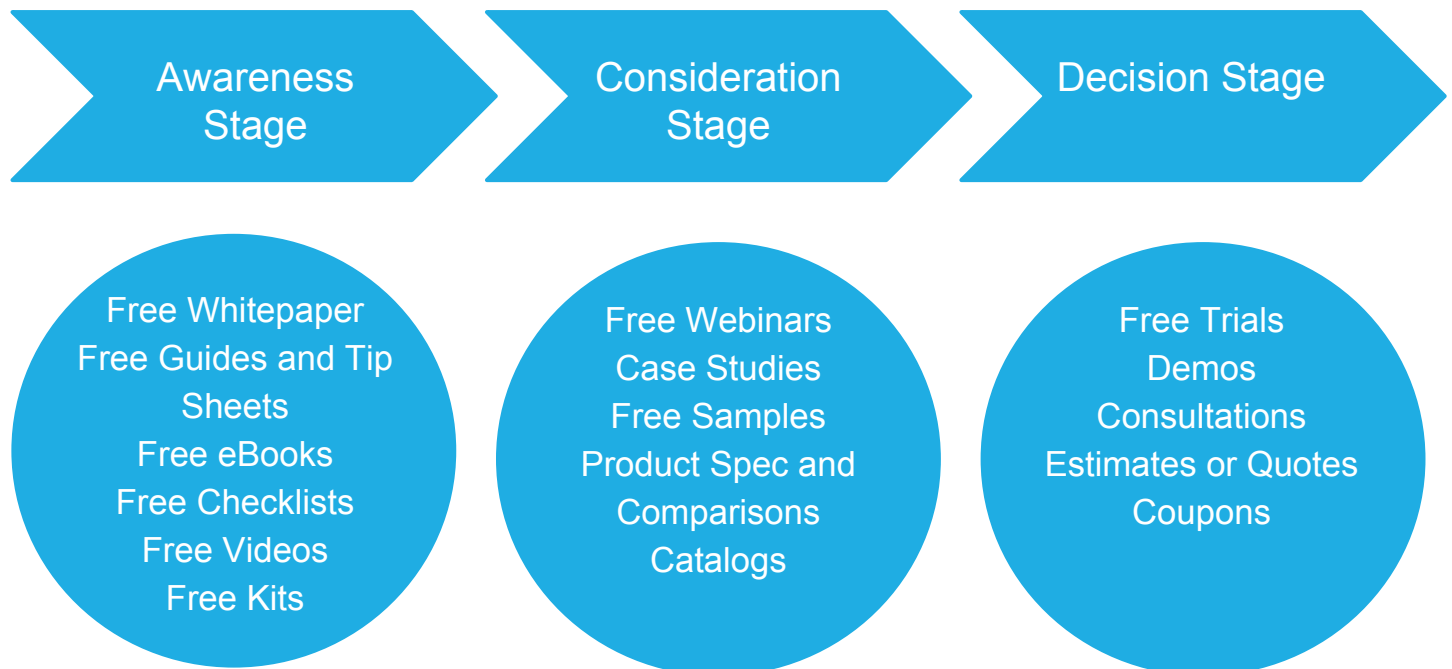 Awareness
Stage
Consideration
Stage
Decision Stage
Free Whitepaper
Free Guides and Tip
Sheets
Free eBooks
Free Checklists
Free Videos
Free Kits
Free Webinars
Case Studies
Free Samples
Product Spec and
Comparisons
Catalogs
Free Trials
Demos
Consultations
Estimates or Quotes
Coupons